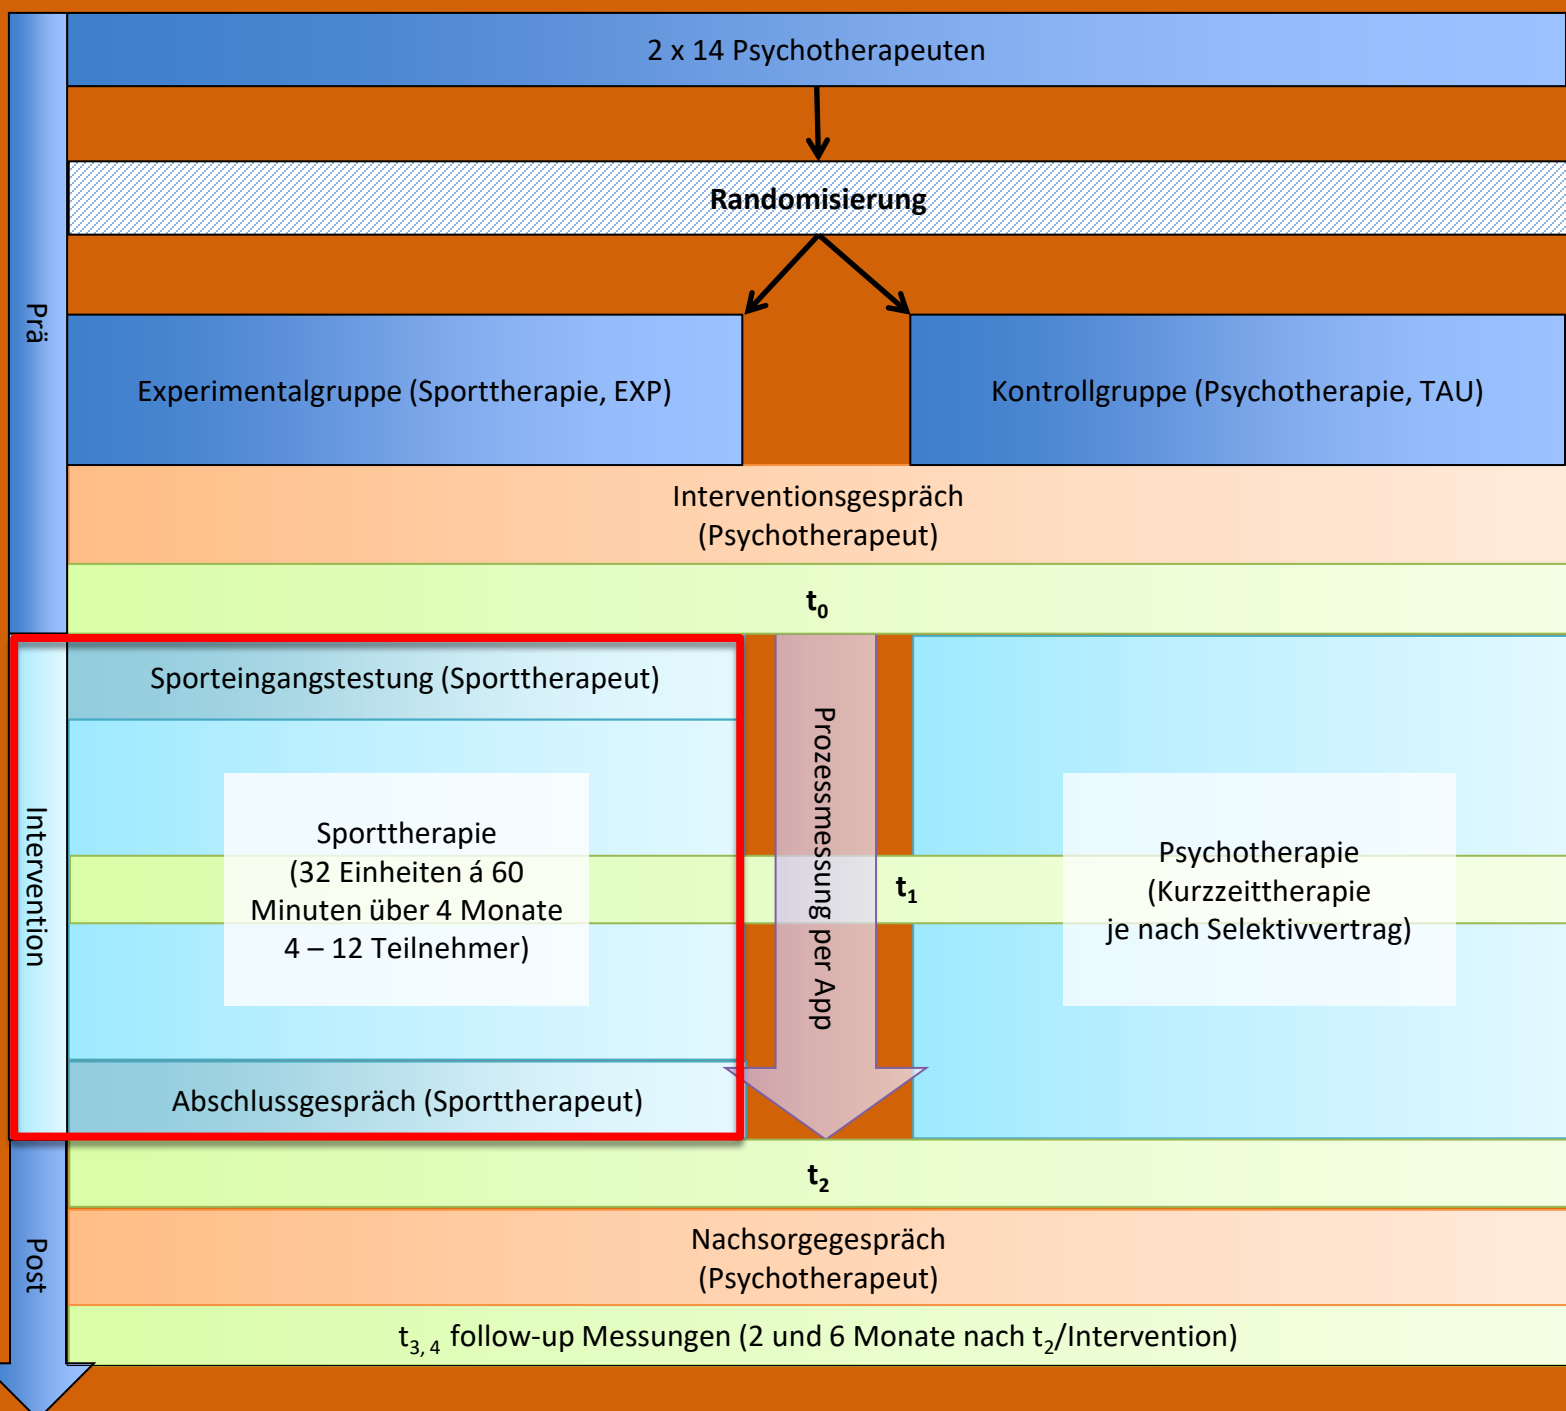 2 x 14 Psychotherapeuten
Randomisierung
Prä
Experimentalgruppe (Sporttherapie, EXP)
Kontrollgruppe (Psychotherapie, TAU)
Interventionsgespräch
(Psychotherapeut)
t0
Intervention
Sporteingangstestung (Sporttherapeut)
Sporttherapie
(32 Einheiten á 60
Minuten über 4 Monate
4 – 12 Teilnehmer)
Prozessmessung per App
t1
Psychotherapie
(Kurzzeittherapie
je nach Selektivvertrag)
Abschlussgespräch (Sporttherapeut)
t2
Post
Nachsorgegespräch
(Psychotherapeut)
t3, 4 follow-up Messungen (2 und 6 Monate nach t2/Intervention)